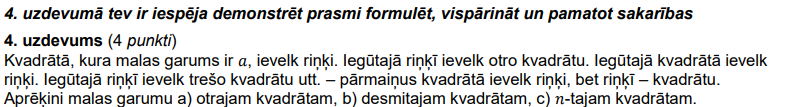 4. uzdevumā tev ir iespēja demonstrēt prasmi formulēt, vispārināt un pamatot sakarības
4. uzdevums (4 punkti)
Kvadrātā, kura malas garums ir a, ievelk riņķi. Iegūtajā riņķī ievelk otro kvadrātu. Iegūtajā kvadrātā ievelk
riņķi. Iegūtajā riņķī ievelk trešo kvadrātu utt. – pārmaiņus kvadrātā ievelk riņķi, bet riņķī – kvadrātu.
Aprēķini malas garumu a) otrajam kvadrātam, b) desmitajam kvadrātam, c) n-tajam kvadrātam.